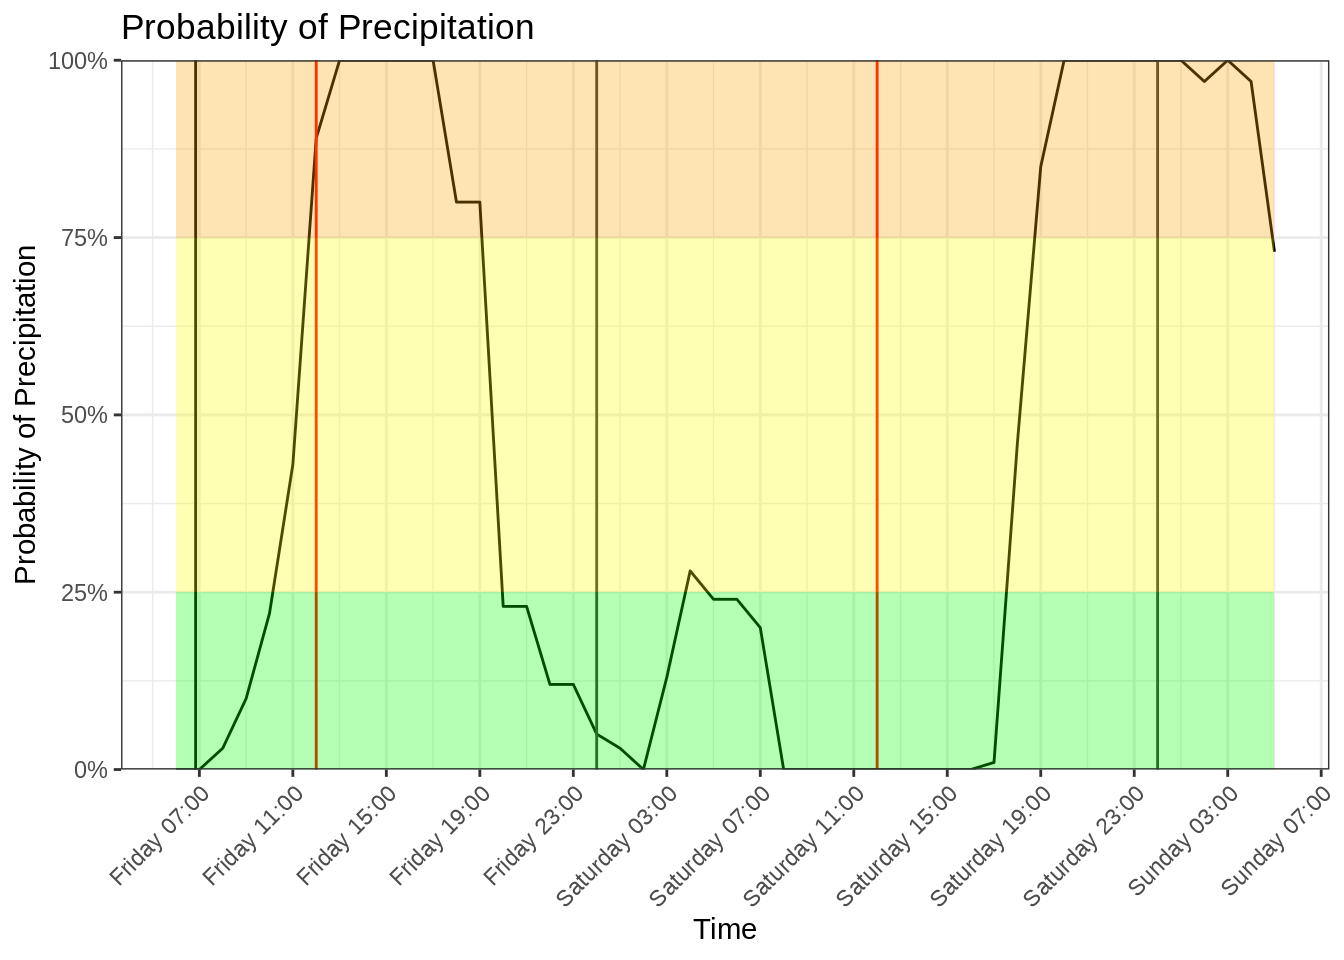 Probability of Precipitation
Probability of Precipitation
100%
75%
50%
25%
0%
Friday 07:00
Friday 11:00
Friday 15:00
Friday 19:00
Friday 23:00
Saturday 03:00
Saturday 07:00
Saturday 11:00
Saturday 15:00
Saturday 19:00
Saturday 23:00
Sunday 03:00
Sunday 07:00
Time